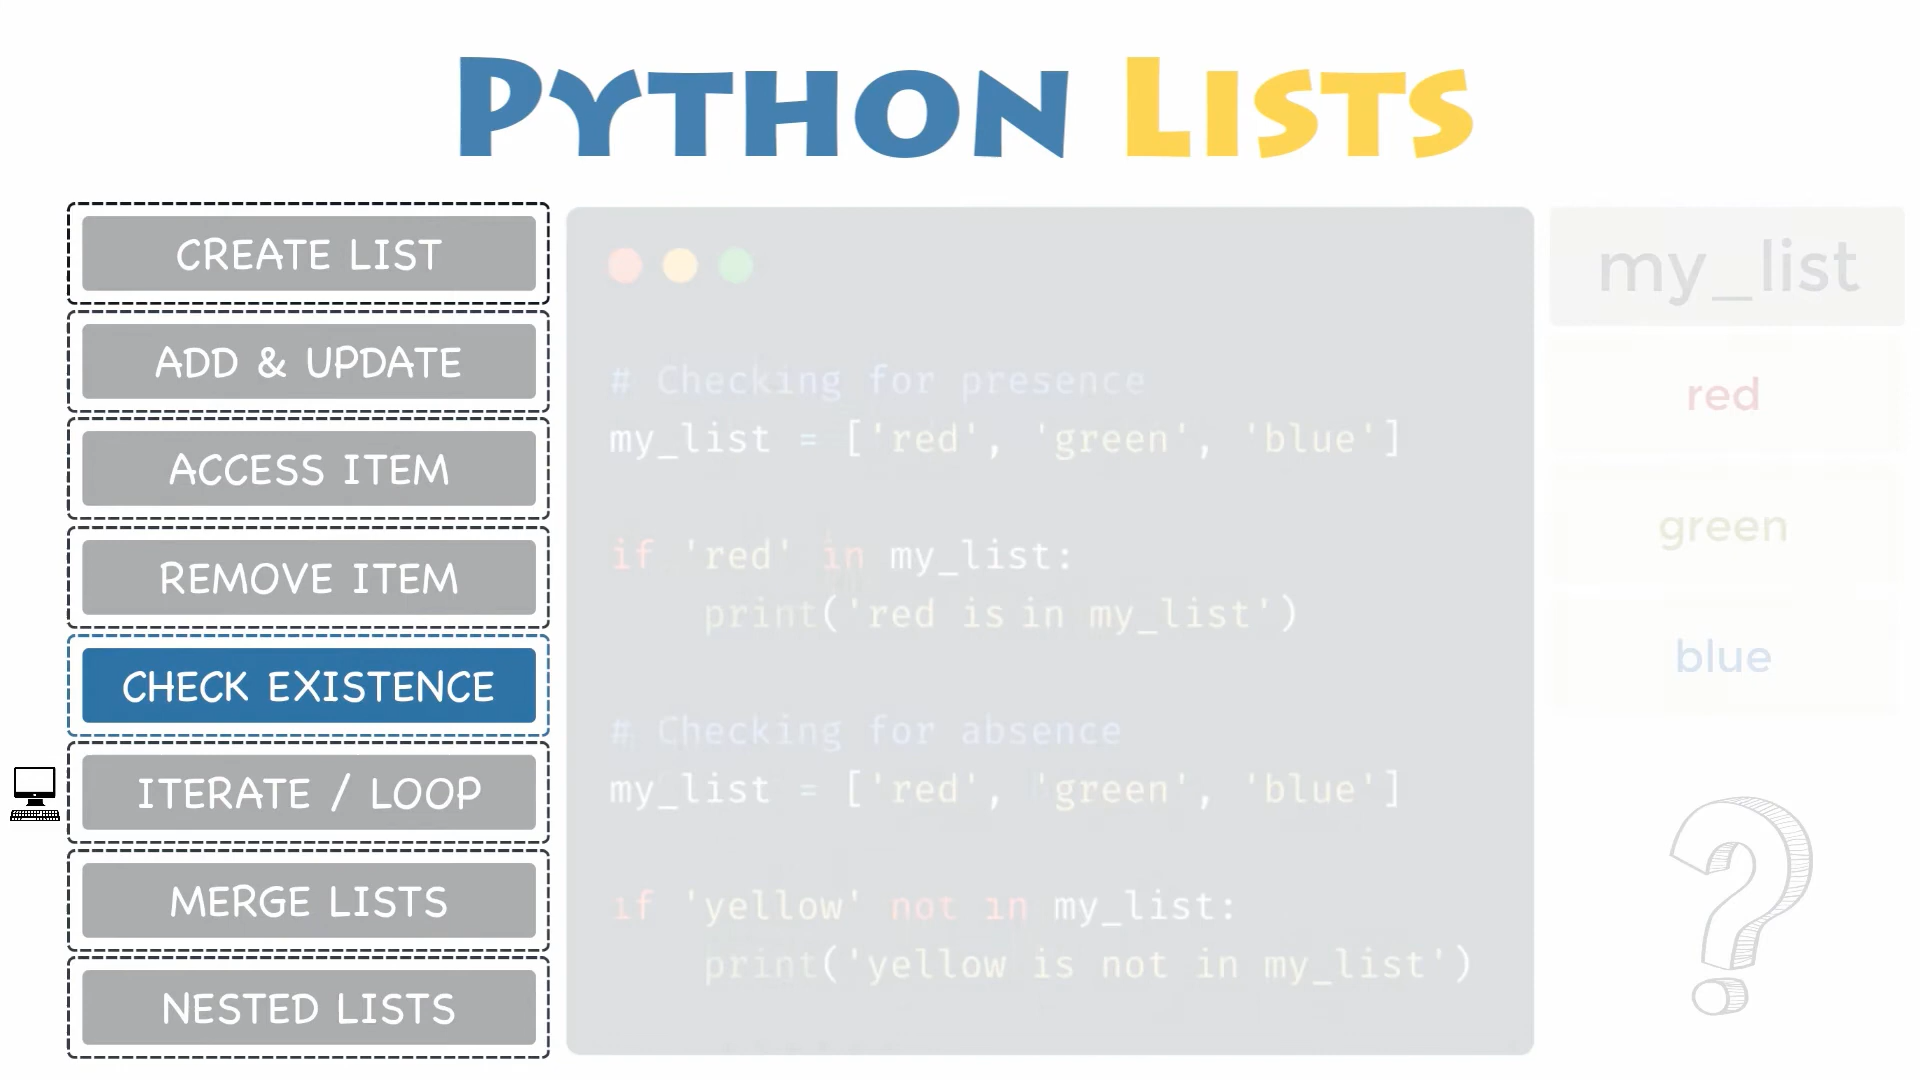 PYTHON LISTS
CREATE LIST
ADD & UPDATE
ACCESS ITEM
REMOVE ITEM
CHECK EXISTENCE
ITERATE / LOOP
MERGE LISTS
NESTED LISTS
# Checking for presence
my_list = ['red', 'green', 'blue']
if 'red' in my_list:
    print('red is in my_list')
# Checking for absence
my_list = ['red', 'green', 'blue']
if 'yellow' not in my_list:
    print('yellow is not in my_list')
my_list
red
green
blue
?